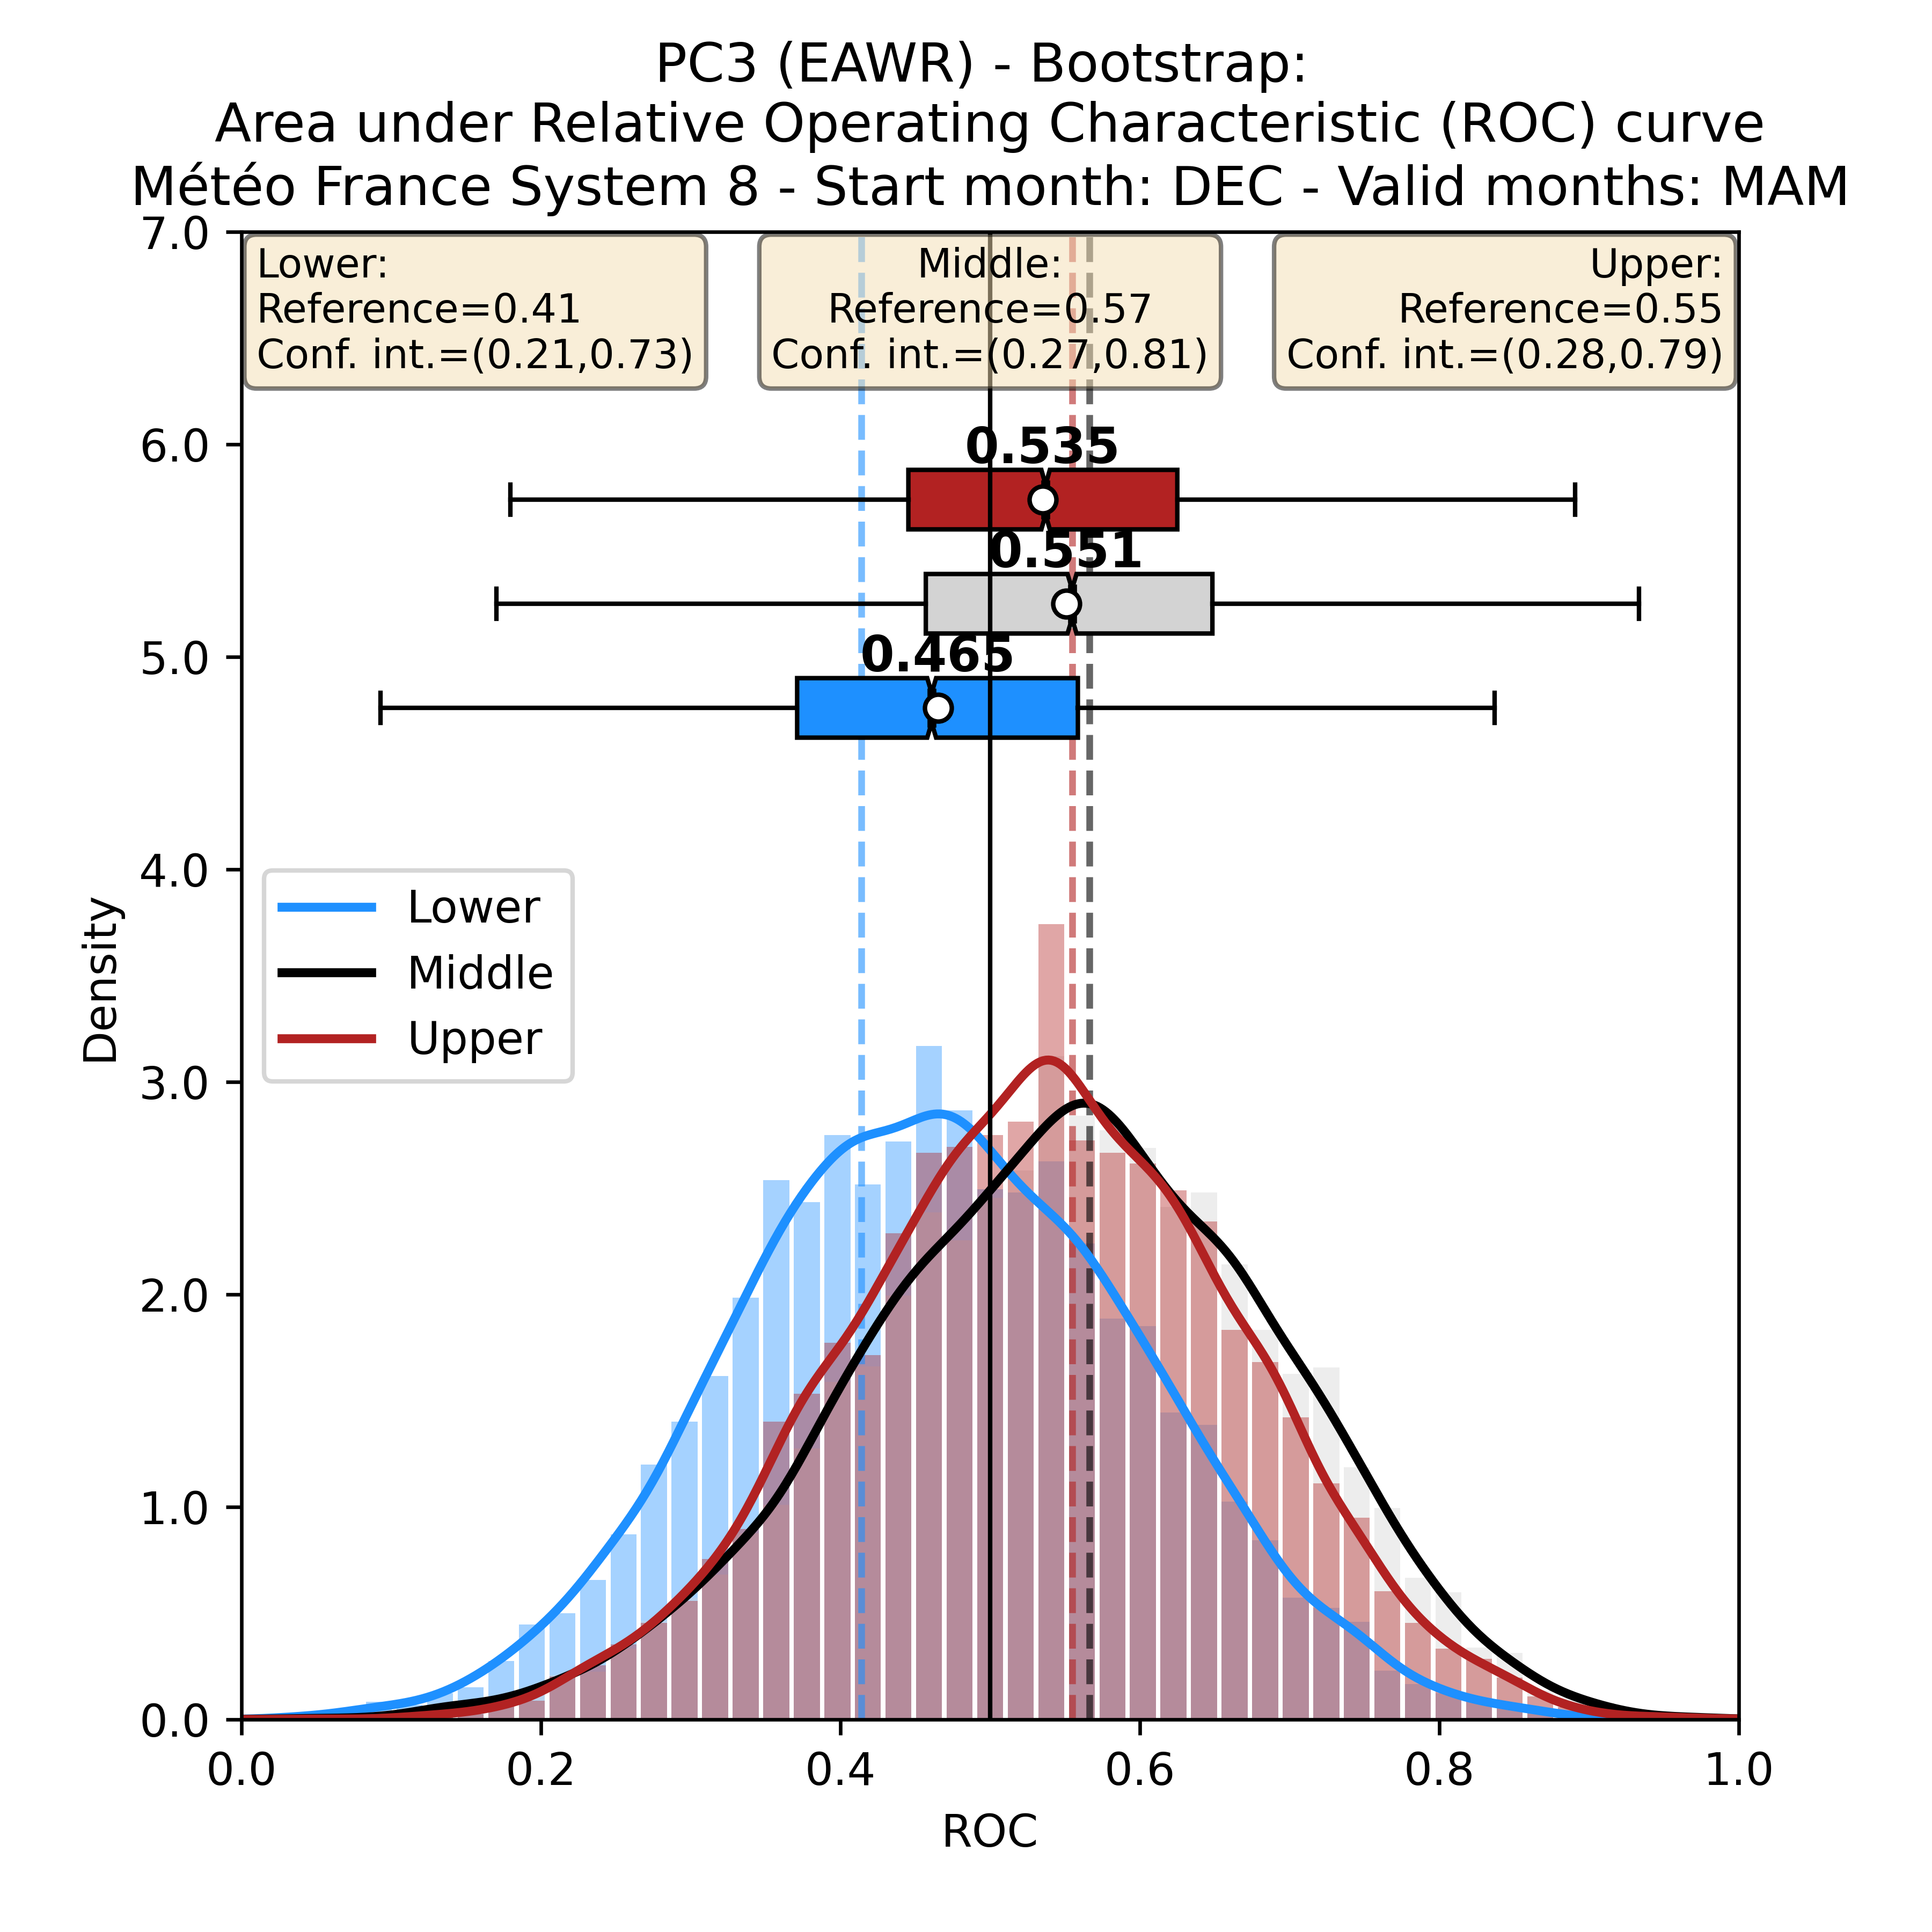 PC3 (EAWR) - Bootstrap:
Area under Relative Operating Characteristic (ROC) curve
Météo France System 8 - Start month: DEC - Valid months: MAM
7.0
Lower:
Reference=0.41
Conf. int.=(0.21,0.73)
Middle:
Reference=0.57
Conf. int.=(0.27,0.81)
Upper:
Reference=0.55
Conf. int.=(0.28,0.79)
6.0
0.535
0.551
5.0
0.465
4.0
Lower
Middle
Upper
Density
3.0
2.0
1.0
0.0
0.0 0.2 0.4 0.6 0.8 1.0
ROC